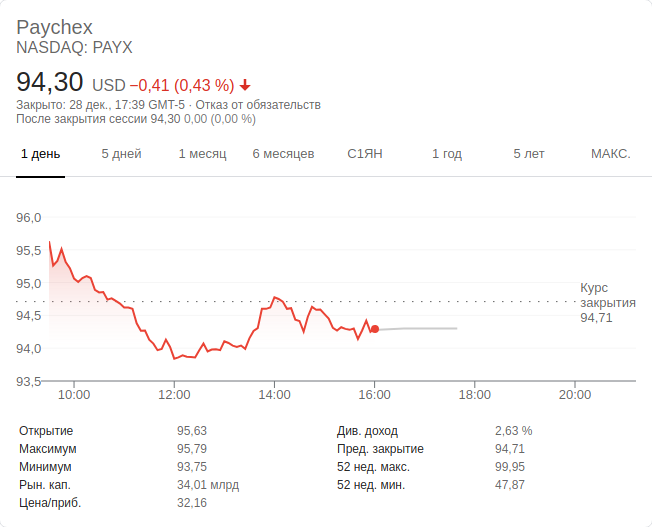 Paychex
NASDAQ: PAYX
94,30 USD −0,41 (0,43 %)
Закрыто: 28 дек., 17:39 GMT-5 · Отказ от обязательств
После закрытия сессии 94,30 0,00 (0,00 %)
1 день 5 дней 1 месяц 6 месяцев С1ЯН 1 год 5 лет МАКС.
96,0
95,5
95,0
94,5
94,0
93,5
Курс
закрытия
94,71
10:00 12:00 14:00 16:00 18:00 20:00
Открытие 95,63 Див. доход 2,63 %
Максимум 95,79 Пред. закрытие 94,71
Минимум 93,75 52 нед. макс. 99,95
Рын. кап. 34,01 млрд 52 нед. мин. 47,87
Цена/приб. 32,16